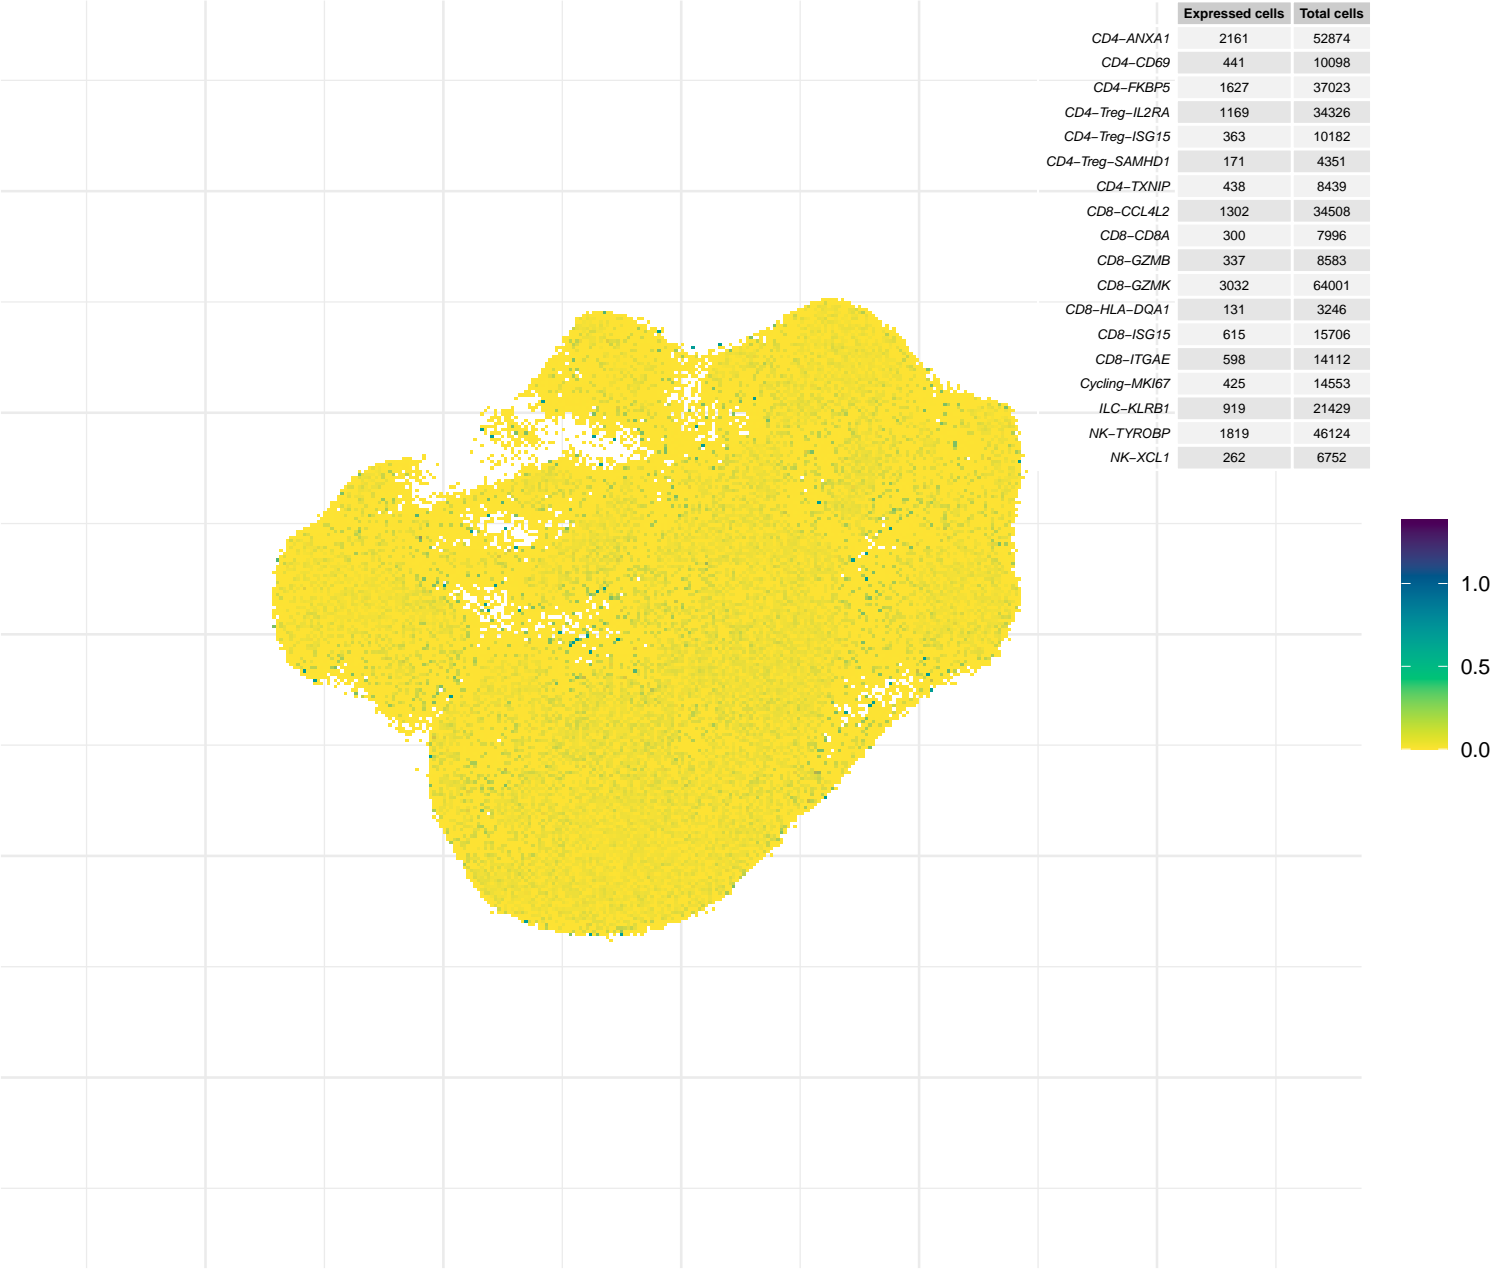 Expressed cells Total cells
CD4−ANXA1 2161 52874
CD4−CD69 441 10098
CD4−FKBP5 1627 37023
CD4−Treg−IL2RA 1169 34326
CD4−Treg−ISG15 363 10182
CD4−Treg−SAMHD1 171 4351
CD4−TXNIP 438 8439
CD8−CCL4L2 1302 34508
CD8−CD8A 300 7996
CD8−GZMB 337 8583
CD8−GZMK 3032 64001
CD8−HLA−DQA1 131 3246
CD8−ISG15 615 15706
CD8−ITGAE 598 14112
Cycling−MKI67 425 14553
ILC−KLRB1 919 21429
NK−TYROBP 1819 46124
NK−XCL1 262 6752
1.0
0.5
0.0